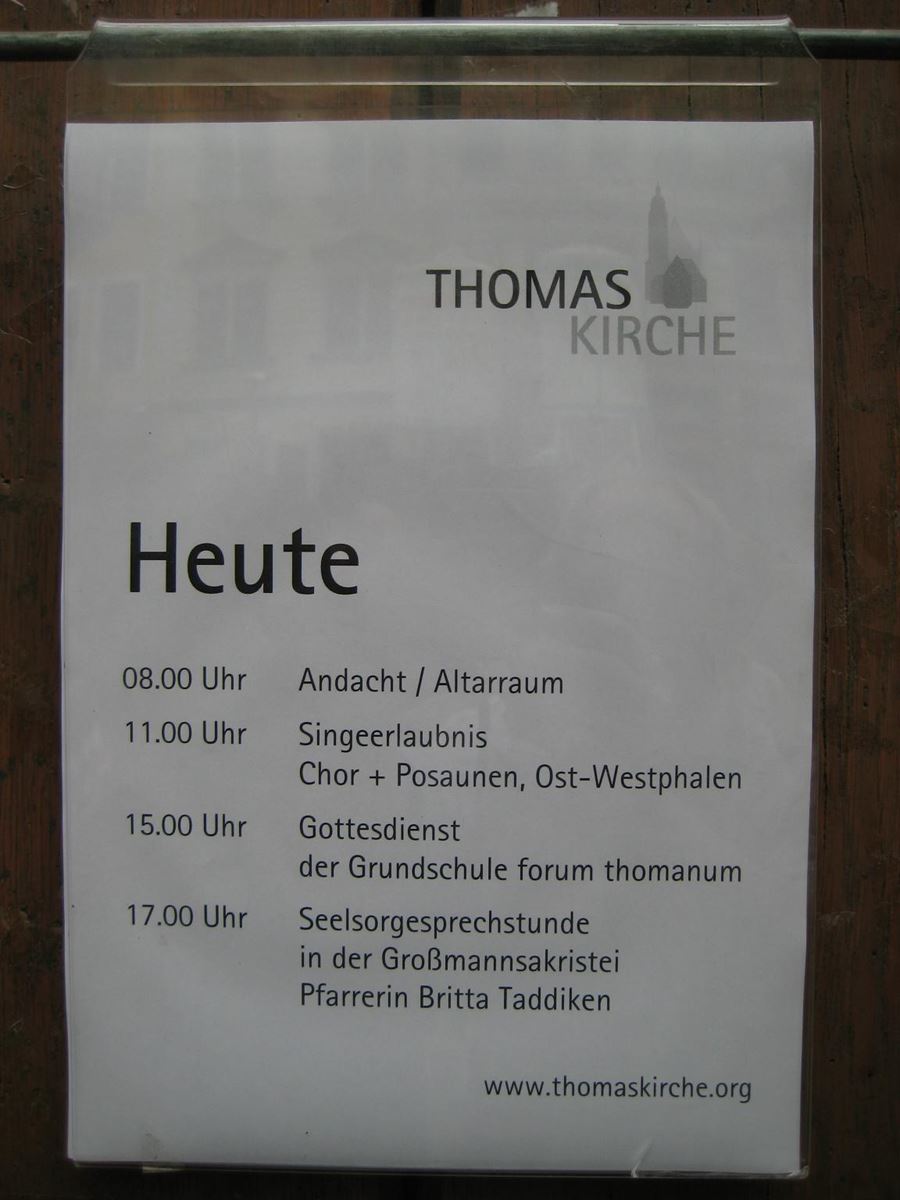 THOMAS
KIRCHE
Heute
08.00 Uhr Andacht / Altarraum
11.00 Uhr Singeerlaubnis
Chor + Posaunen, Ost-Westphalen
15.00 Uhr Gottesdienst
der Grundschule forum thomanum
17.00 Uhr Seelsorgesprechstunde
in der Großmannsakristei
Pfarrerin Britta Taddiken
www.thomaskirche.org